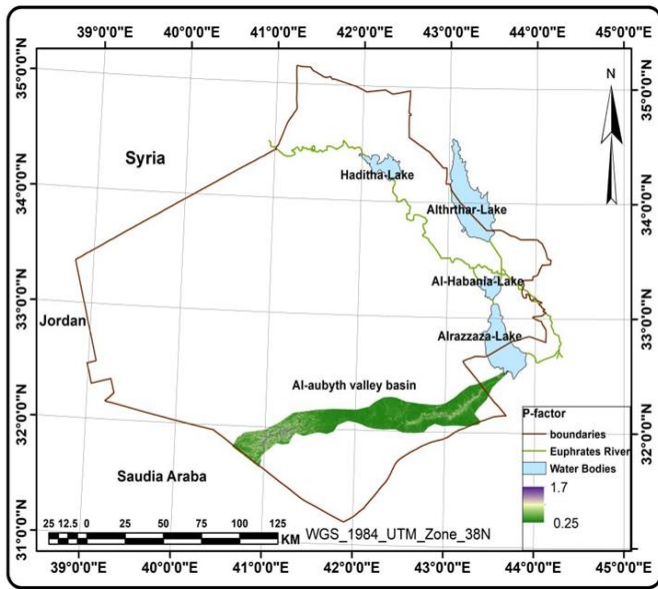 39°0'0"E 40°0'0"E 41°0'0"E 42°0'0"E 43°0'0"E 44°0'0"E 45°0'0"E
35°0'0"N
35°0'0"N
N
Syria
Haditha-Lake
34°0'0"N
34°0'0"N
Althrthar-Lake
Al-Habania-Lake
33°0'0"N
33°0'0"N
Jordan
Alrazzaza-Lake
Al-aubyth valley basin
32°0'0"N
32°0'0"N
P-factor
boundaries
Euphrates River
Water Bodies
1.7
0.25
Saudia Araba
25 12.5 0 25 50 75 100 125
KM
WGS_1984_UTM_Zone_38N
31°0'0"N
31°0'0"N
39°0'0"E 40°0'0"E 41°0'0"E 42°0'0"E 43°0'0"E 44°0'0"E 45°0'0"E